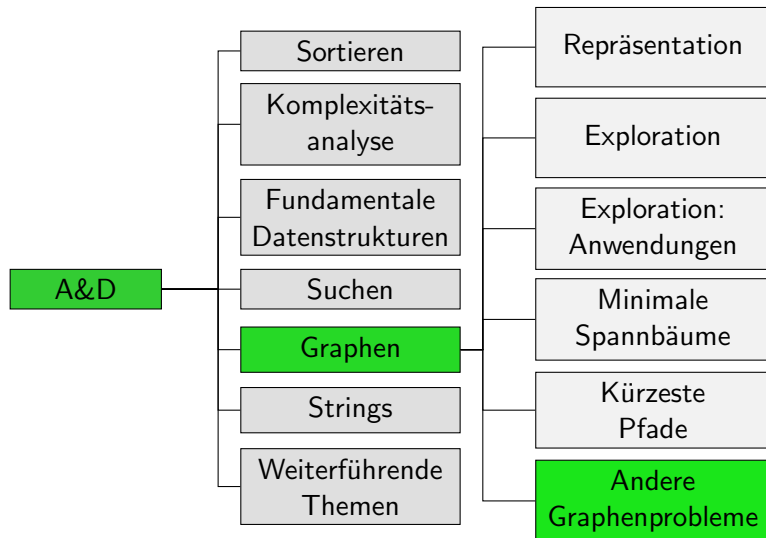 A&D
Sortieren
Komplexitäts-
analyse
Fundamentale
Datenstrukturen
Suchen
Graphen
Strings
Weiterführende
Themen
Repräsentation
Exploration
Exploration:
Anwendungen
Minimale
Spannbäume
Kürzeste
Pfade
Andere
Graphenprobleme